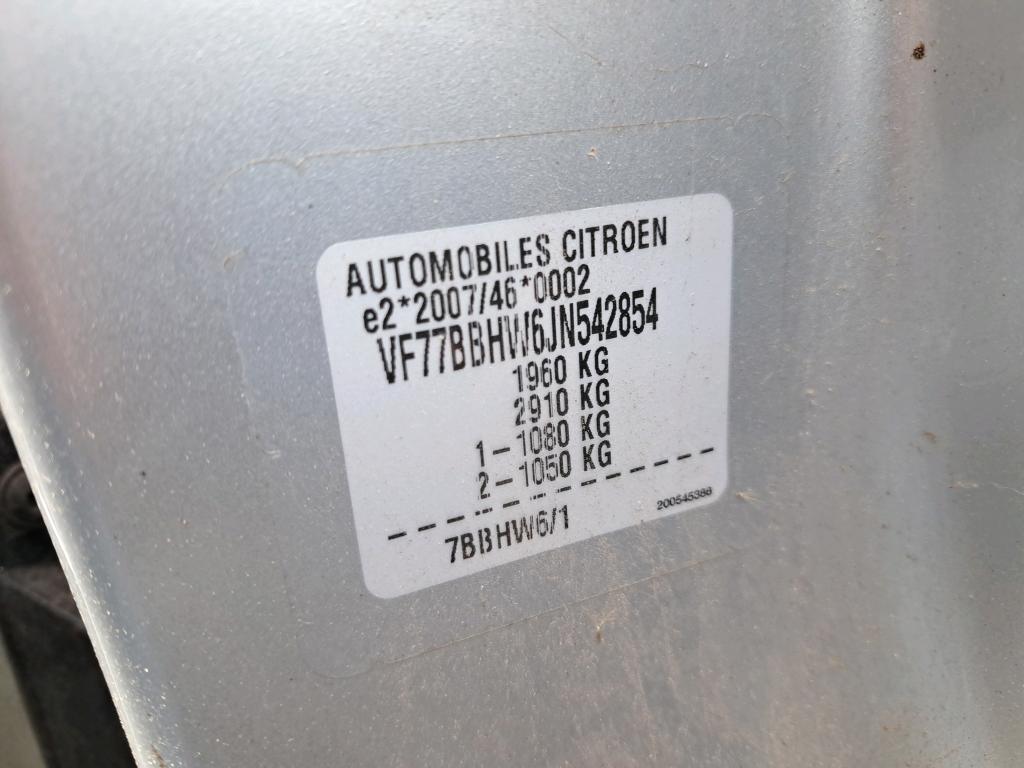 AUTOMOBILES CITROEN
e2*2007/46*0002
VF77BBHW6JN542854
1960 KG
2910 KG
1-1080 KG
2-1050 KG
7BBHW6/1
200545386